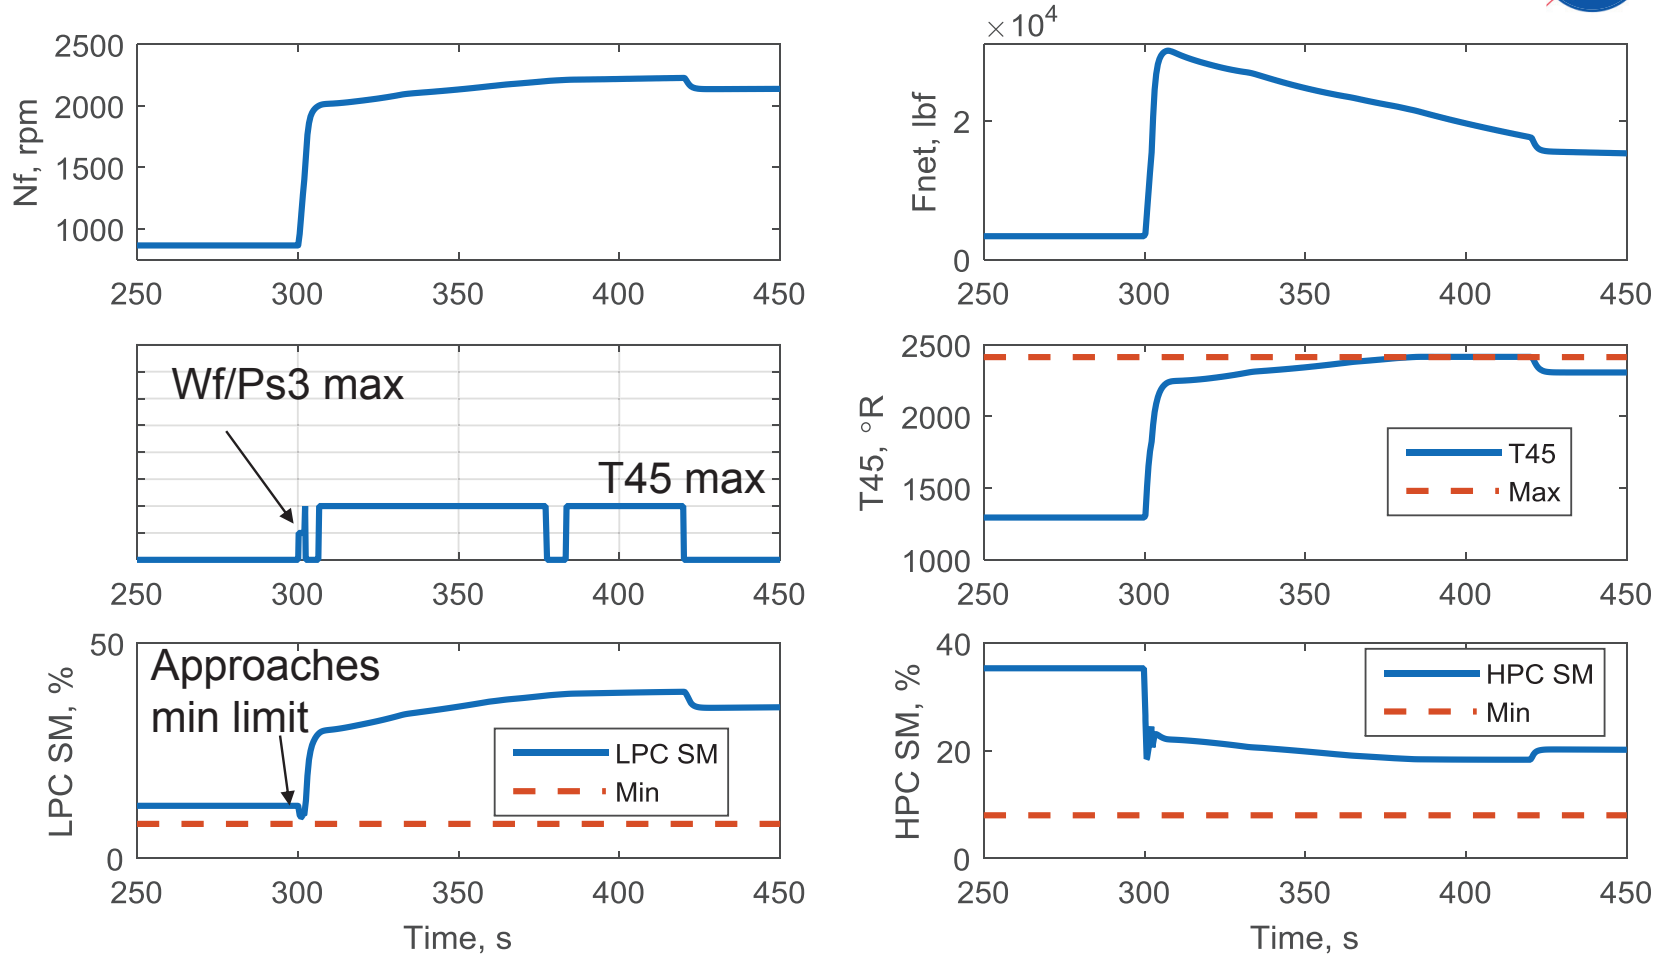 2500
2000
1500
1000
Nf, rpm
250 300 350 400 450
×10⁴
2
0
Fnet, lbf
250 300 350 400 450
Wf/Ps3 max
T45 max
250 300 350 400 450
2500
2000
1500
1000
T45, °R
T45
Max
250 300 350 400 450
50
0
LPC SM, %
Approaches
min limit
LPC SM
Min
250 300 350 400 450
Time, s
40
20
0
HPC SM, %
HPC SM
Min
250 300 350 400 450
Time, s